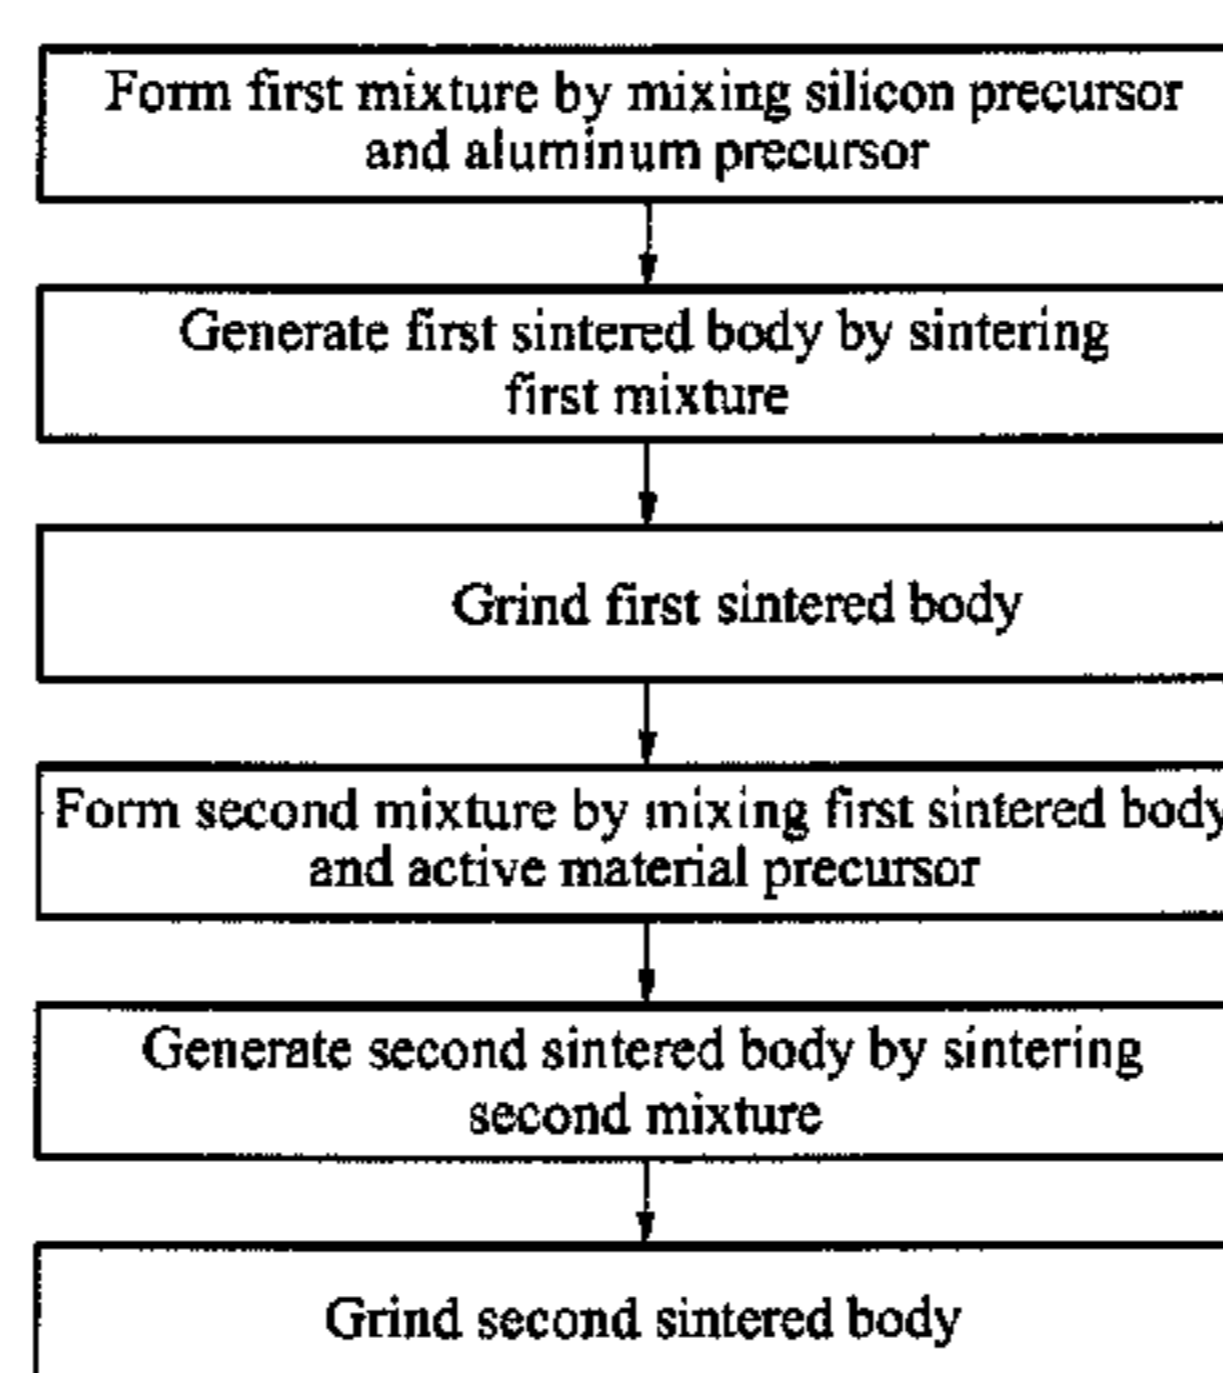 Form first mixture by mixing silicon precursor
and aluminum precursor
Generate first sintered body by sintering
first mixture
Grind first sintered body
Form second mixture by mixing first sintered body
and active material precursor
Generate second sintered body by sintering
second mixture
Grind second sintered body